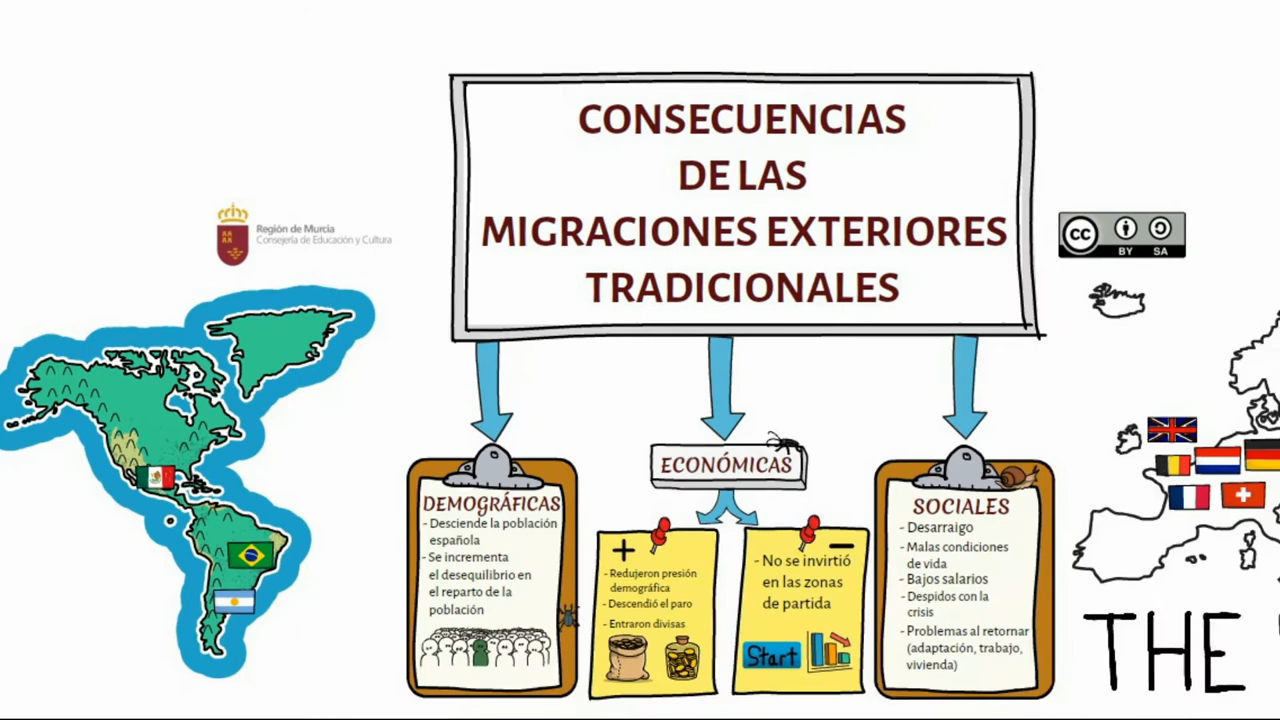 CONSECUENCIAS
DE LAS
MIGRACIONES EXTERIORES
TRADICIONALES
Región de Murcia
Consejería de Educación y Cultura
CC
BY SA
DEMOGRÁFICAS
- Desciende la población
española
- Se incrementa
el desequilibrio en
el reparto de la
población
ECONÓMICAS
+
- Redujeron presión
demográfica
- Descendió el paro
- Entraron divisas
-
- No se invirtió
en las zonas
de partida
Start
SOCIALES
- Desarraigo
- Malas condiciones
de vida
- Bajos salarios
- Despidos con la
crisis
- Problemas al retornar
(adaptación, trabajo,
vivienda)
THE